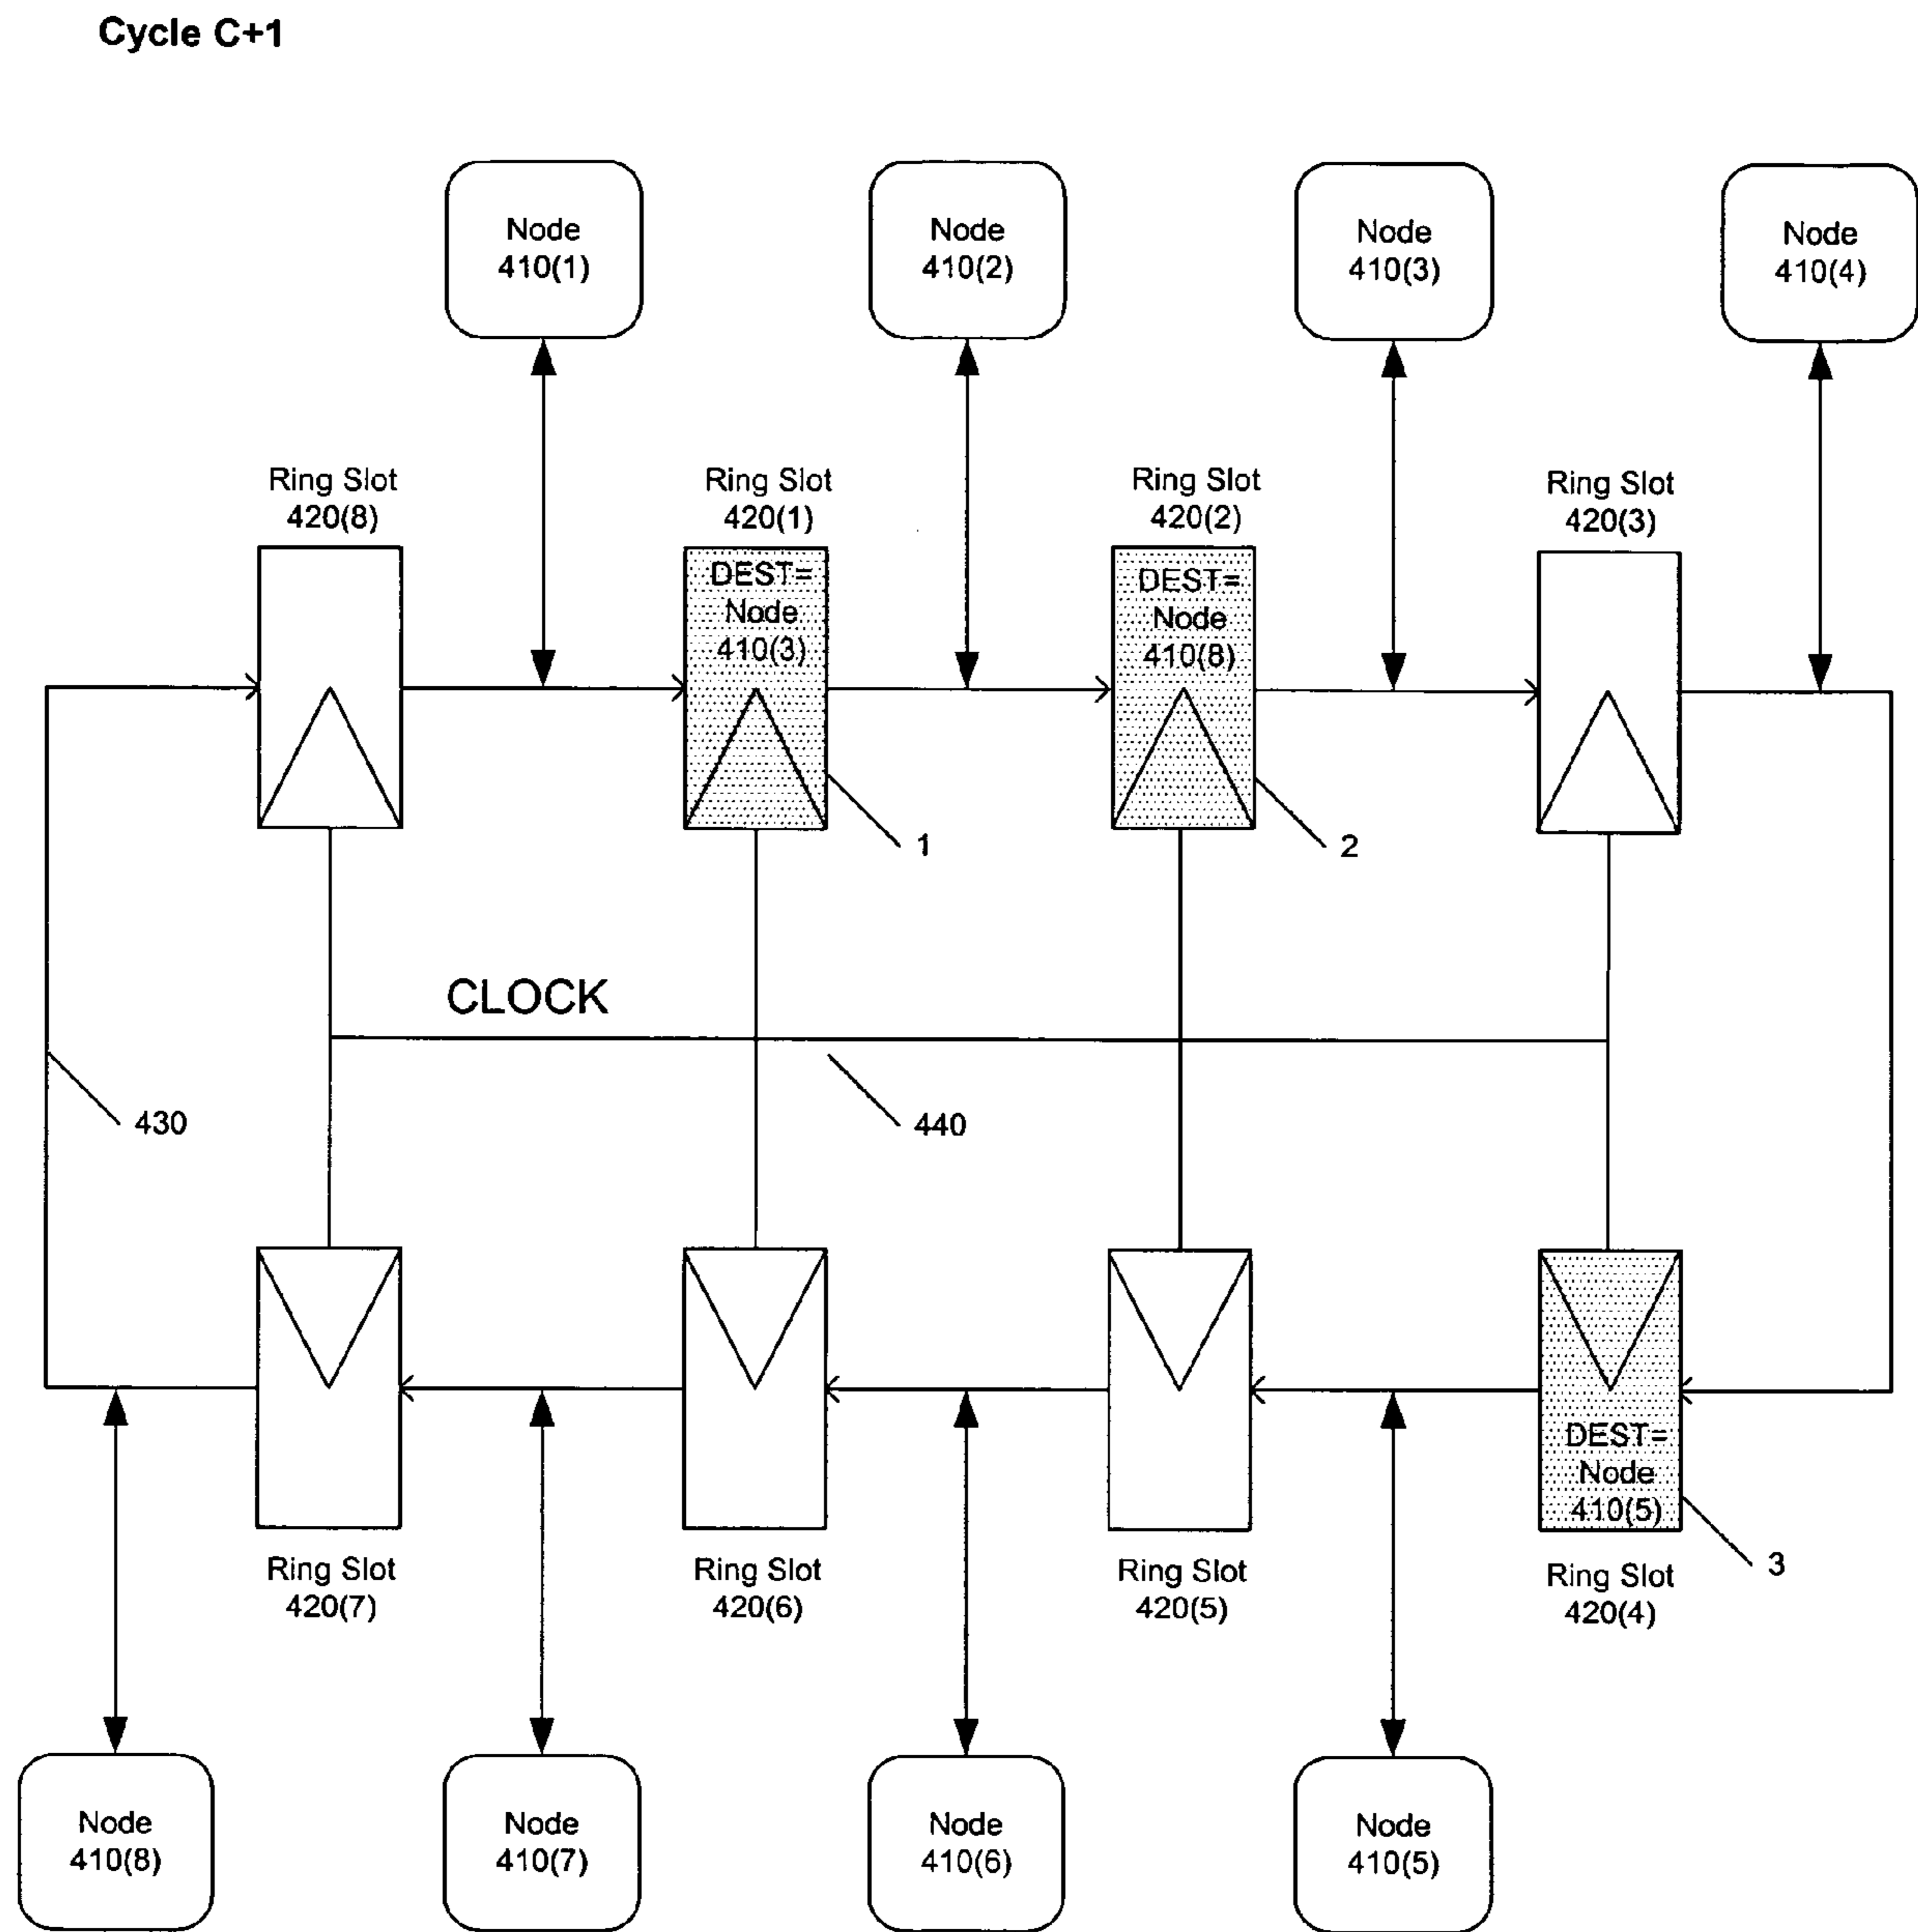 Cycle C+1
Node
410(1)
Node
410(2)
Node
410(3)
Node
410(4)
Ring Slot
420(8)
Ring Slot
420(1)
Ring Slot
420(2)
Ring Slot
420(3)
DEST=
Node
410(3)
DEST=
Node
410(8)
1
2
CLOCK
430
440
DEST=
Node
410(5)
3
Ring Slot
420(7)
Ring Slot
420(6)
Ring Slot
420(5)
Ring Slot
420(4)
Node
410(8)
Node
410(7)
Node
410(6)
Node
410(5)